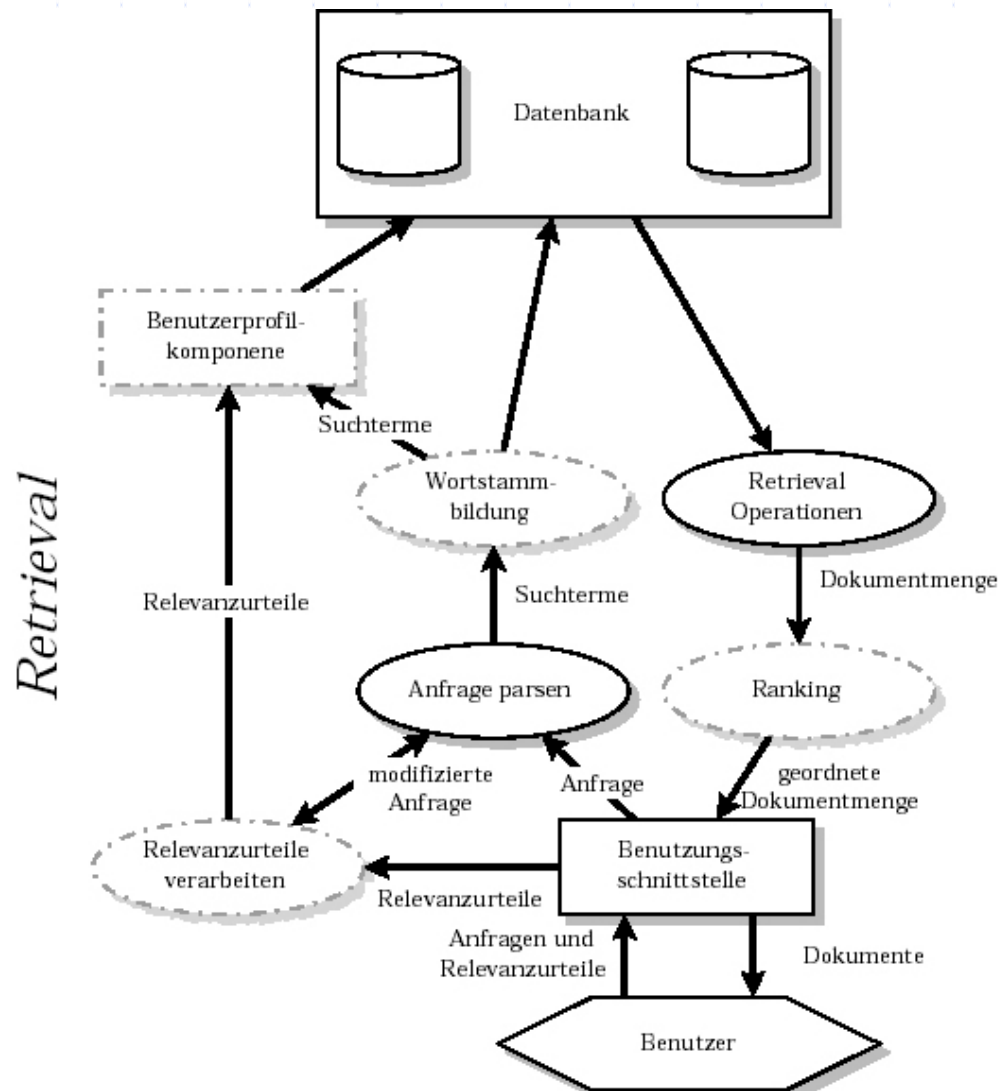 Datenbank
Benutzerprofil-
komponene
Suchterme
Wortstamm-
bildung
Retrieval
Operationen
Retrieval
Relevanzurteile
Suchterme
Dokumentmenge
Anfrage parsen
Ranking
modifizierte
Anfrage
Anfrage
geordnete
Dokumentmenge
Relevanzurteile
verarbeiten
Relevanzurteile
Benutzungs-
schnittstelle
Anfragen und
Relevanzurteile
Dokumente
Benutzer